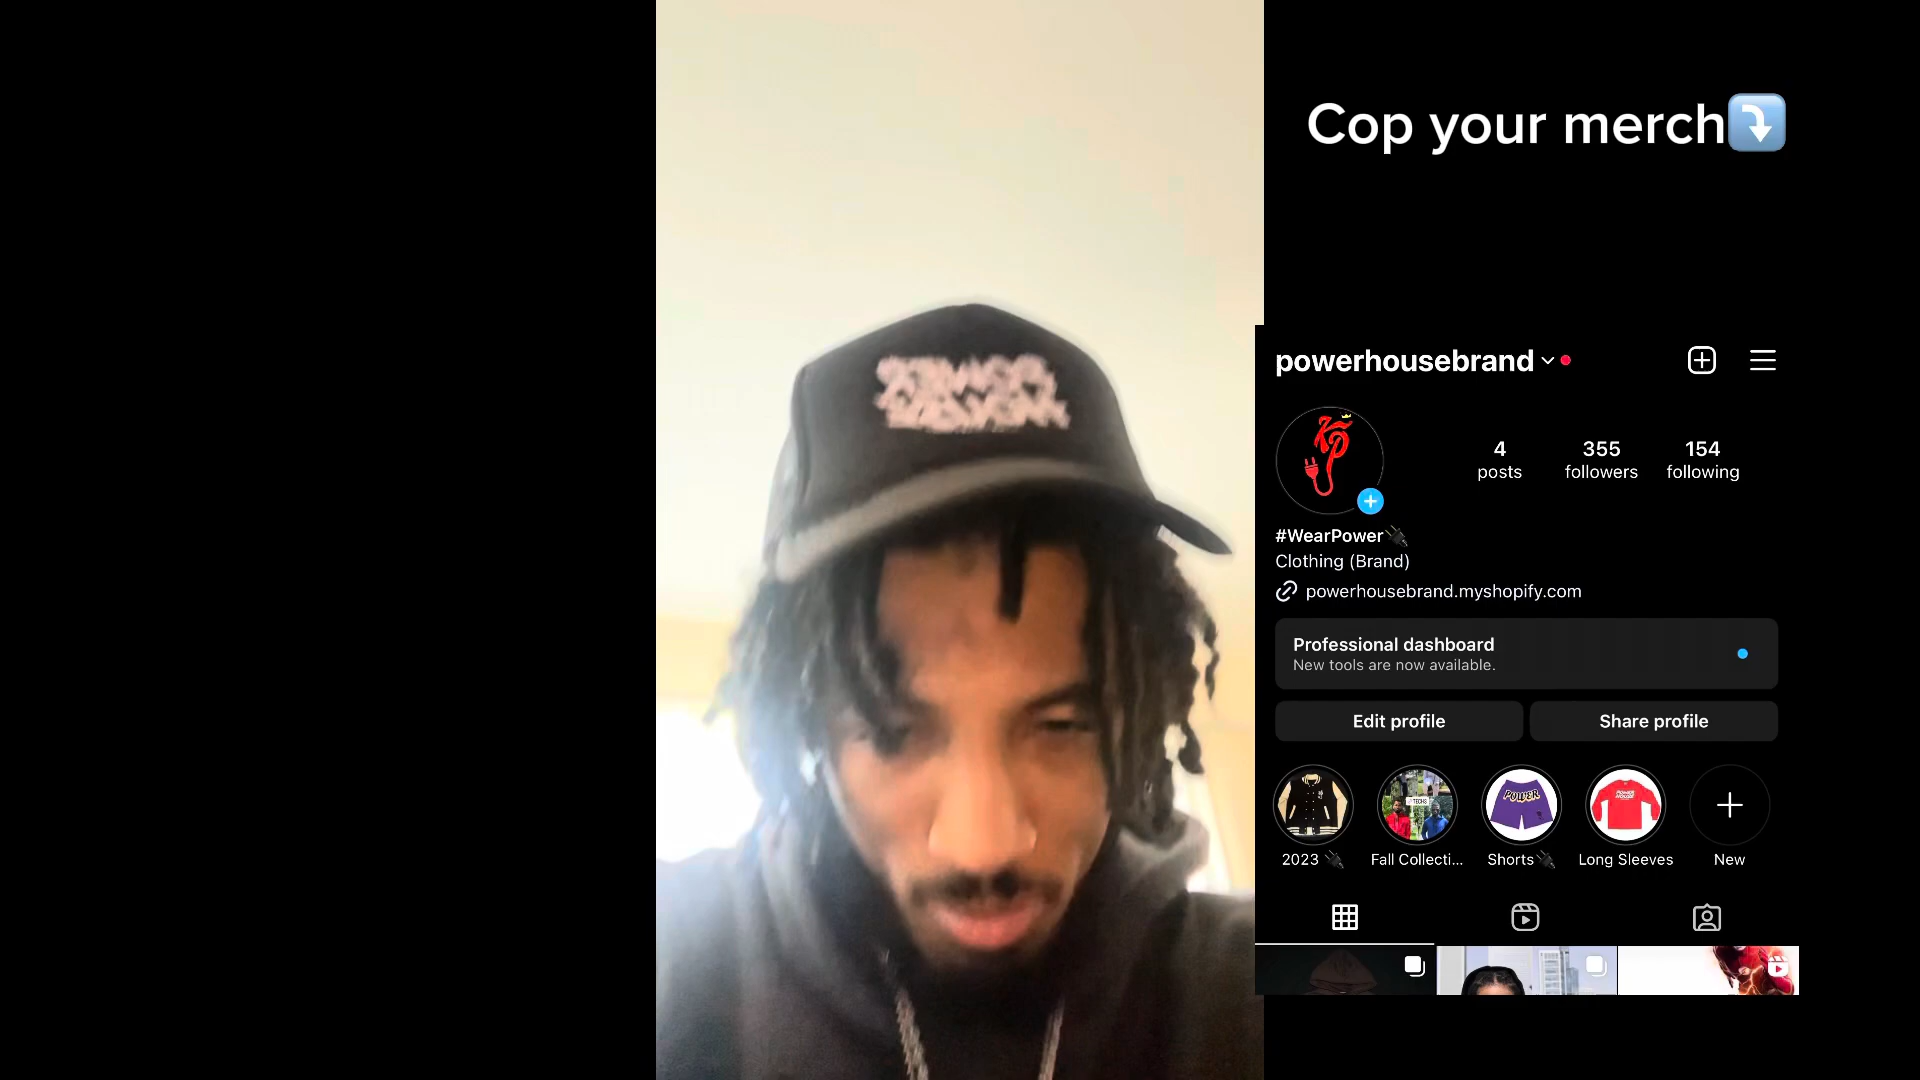 Cop your merch⤵️
powerhousebrand
4 355 154
posts followers following
#WearPower🔌
Clothing (Brand)
powerhousebrand.myshopify.com
Professional dashboard
New tools are now available.
Edit profile Share profile
POWER
2023 🔌 Fall Collecti... Shorts🔌 Long Sleeves New